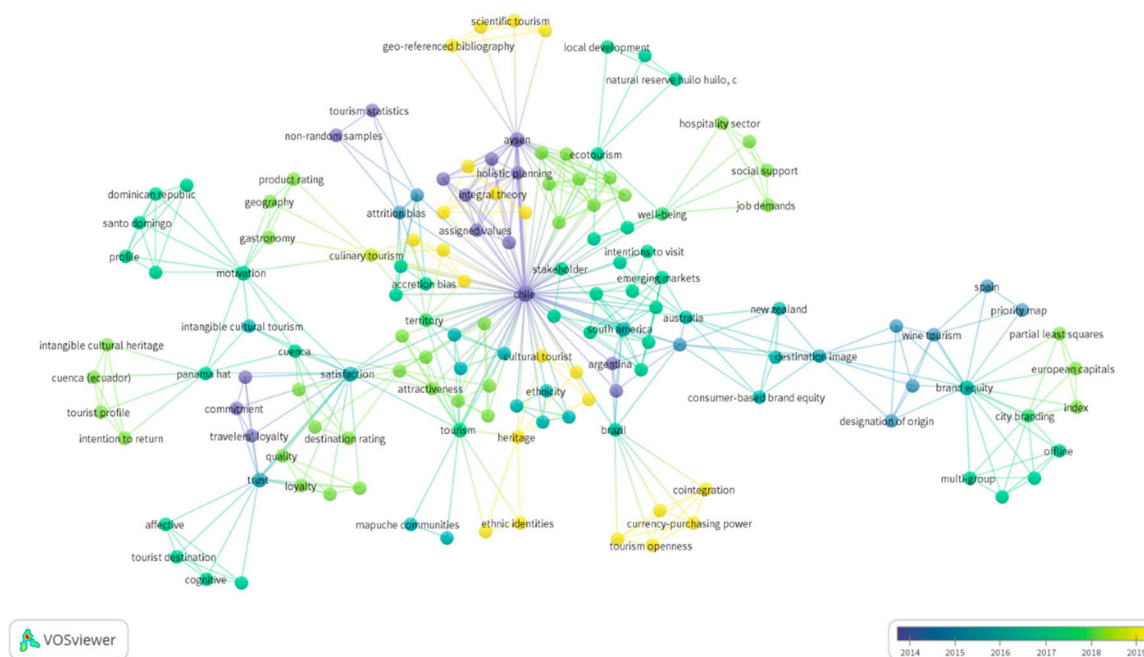 scientific tourism
geo-referenced bibliography
local development
natural reserve huilo huilo, c
tourism statistics
non-random samples
aysen
hospitality sector
ecotourism
social support
holistic planning
product rating
dominican republic
integral theory
geography
job demands
attrition bias
well-being
santo domingo
assigned values
gastronomy
profile
culinary tourism
intentions to visit
motivation
stakeholder
accretion bias
emerging markets
chile
spain
new zealand
priority map
territory
australia
intangible cultural tourism
south america
wine tourism
partial least squares
intangible cultural heritage
cuenca
cultural tourist
destination image
argentina
european capitals
cuenca (ecuador)
panama hat
satisfaction
attractiveness
ethnicity
brand equity
consumer-based brand equity
tourist profile
commitment
index
city branding
designation of origin
intention to return
travelers' loyalty
destination rating
tourism
heritage
brazil
quality
offline
trust
loyalty
multi-group
cointegration
affective
mapuche communities
ethnic identities
currency-purchasing power
tourism openness
tourist destination
cognitive
VOSviewer
2014 2015 2016 2017 2018 2019